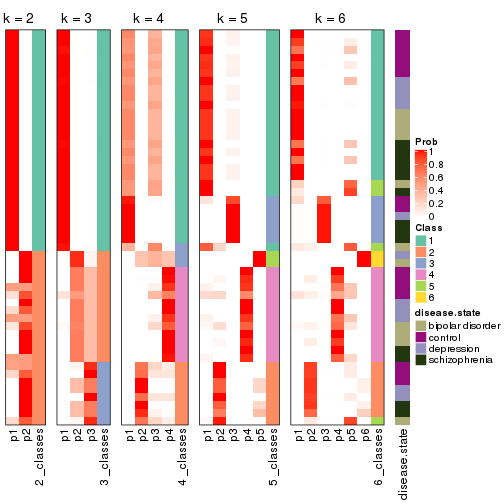 k = 2 k = 3 k = 4 k = 5 k = 6
Prob
1
0.8
0.6
0.4
0.2
0
Class
1
2
3
4
5
6
disease.state
bipolar disorder
control
depression
schizophrenia
p1 p2 2_classes p1 p2 p3 3_classes p1 p2 p3 p4 4_classes p1 p2 p3 p4 p5 5_classes p1 p2 p3 p4 p5 p6 6_classes disease.state